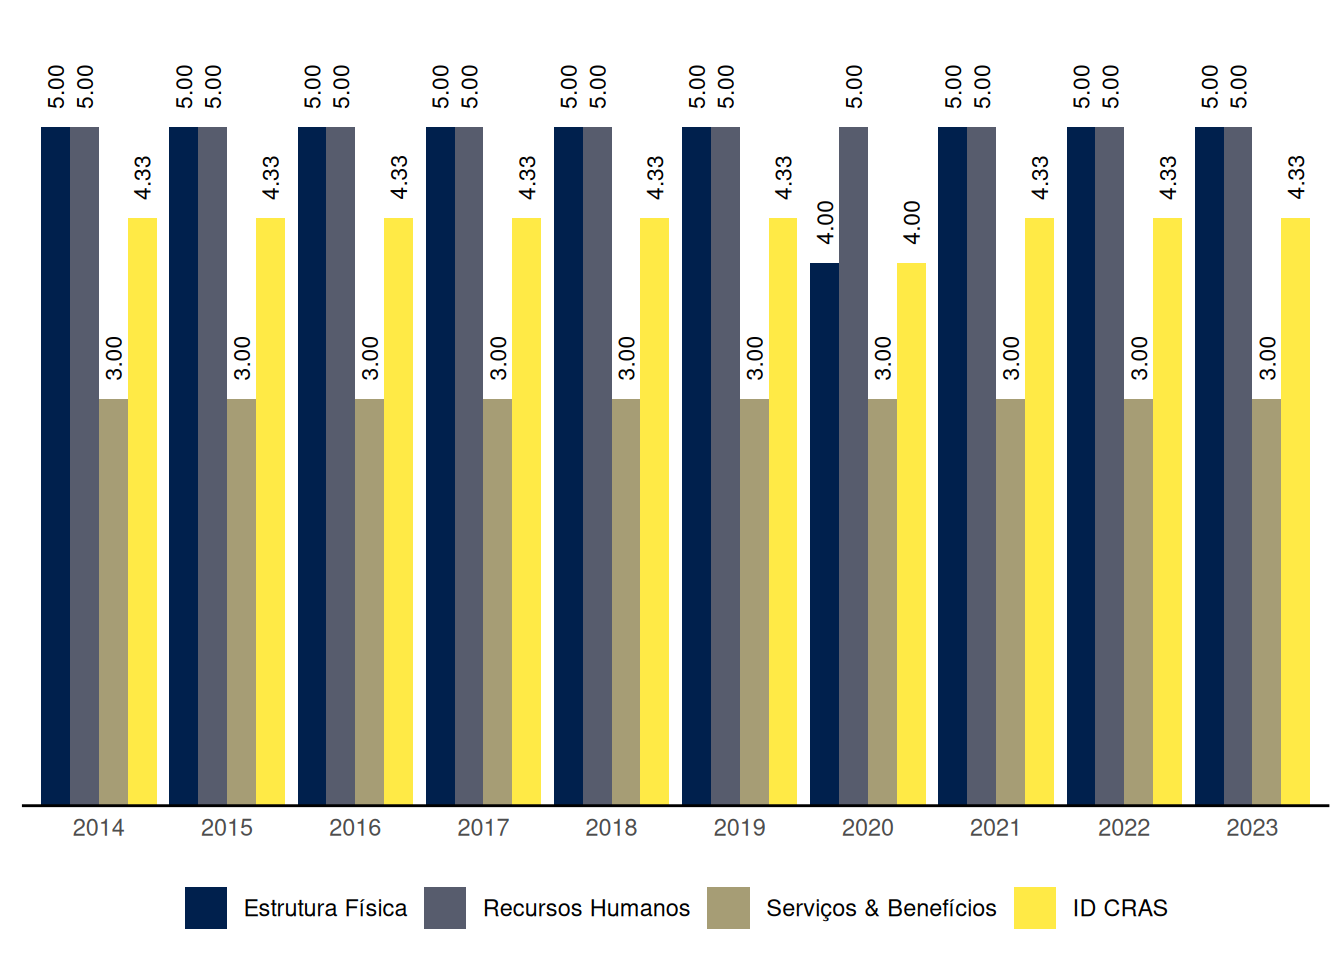 5.00 5.00 3.00 4.33 5.00 5.00 3.00 4.33 5.00 5.00 3.00 4.33 5.00 5.00 3.00 4.33 5.00 5.00 3.00 4.33 5.00 5.00 3.00 4.33 4.00 5.00 3.00 4.00 5.00 5.00 3.00 4.33 5.00 5.00 3.00 4.33 5.00 5.00 3.00 4.33
2014 2015 2016 2017 2018 2019 2020 2021 2022 2023
Estrutura Física Recursos Humanos Serviços & Benefícios ID CRAS